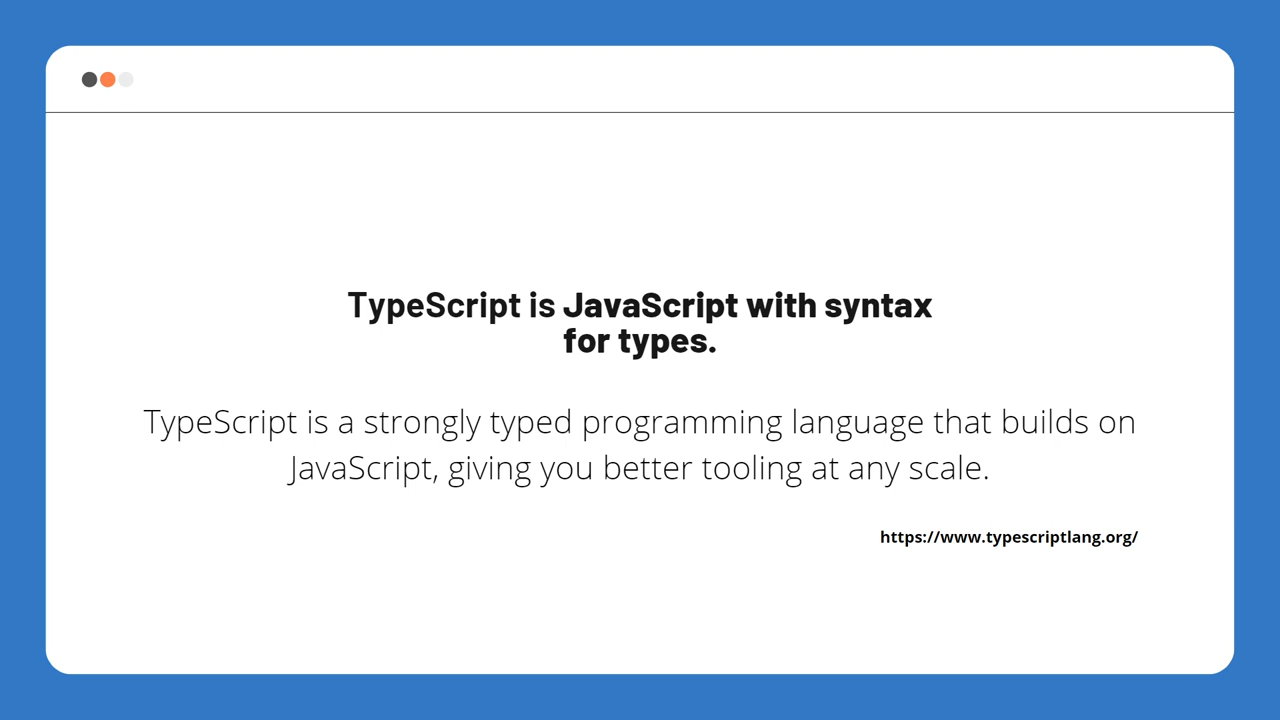 TypeScript is JavaScript with syntax
for types.
TypeScript is a strongly typed programming language that builds on
JavaScript, giving you better tooling at any scale.
https://www.typescriptlang.org/